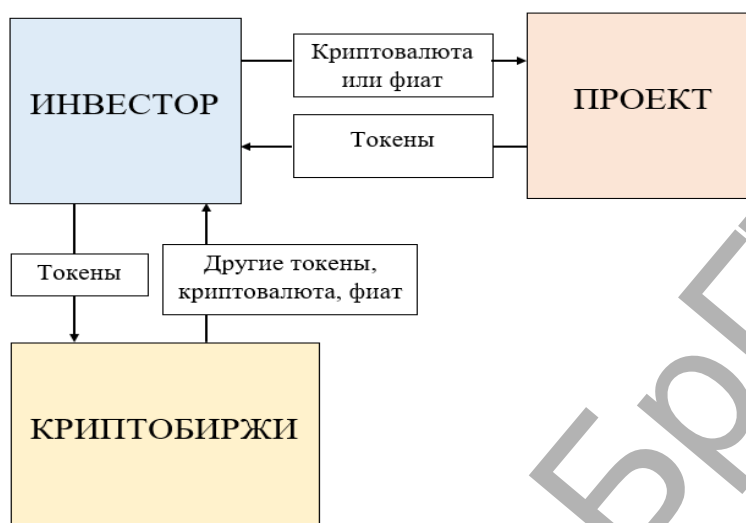 Криптовалюта
или фиат
ИНВЕСТОР
ПРОЕКТ
Токены
Токены
Другие токены,
криптовалюта, фиат
КРИПТОБИРЖИ